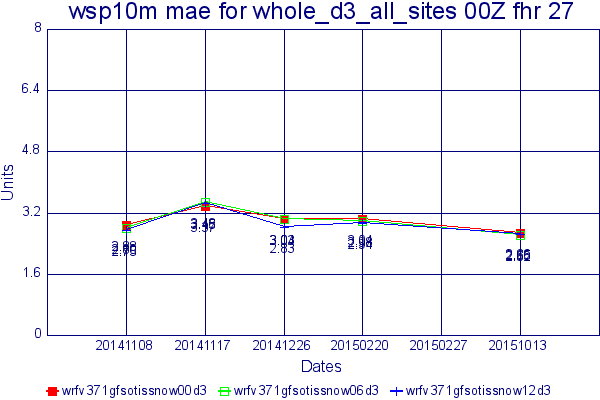 wsp10m mae for whole_d3_all_sites 00Z fhr 27
8
6.4
4.8
3.2
1.6
0
Units
2.83
20141108 20141117 20141226 20150220 20150227 20151013
Dates
wrfv371gfsotissnow00d3 wrfv371gfsotissnow06d3 wrfv371gfsotissnow12d3